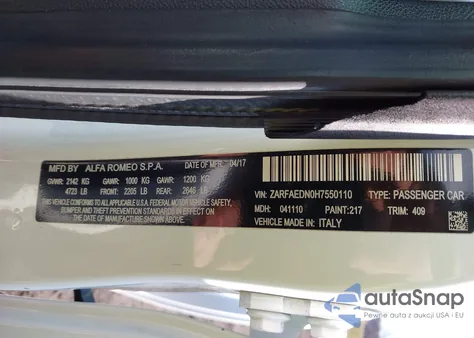 MFD BY ALFA ROMEO S.P.A. DATE OF MFR 04/17
GVWR: 2142 KG GAWR: 1000 KG GAWR: 1200 KG
4723 LB FRONT: 2205 LB REAR: 2646 LB
THIS VEHICLE CONFORMS TO ALL APPLICABLE U.S.A. FEDERAL MOTOR VEHICLE SAFETY,
BUMPER AND THEFT PREVENTION STANDARDS IN EFFECT ON THE
DATE OF MANUFACTURE SHOWN ABOVE.
VIN: ZARFAEDN0H7550110 TYPE: PASSENGER CAR
MDH: 041110 PAINT:217 TRIM: 409
VEHICLE MADE IN: ITALY
autoSnap
Pewne auta z aukcji USA i EU